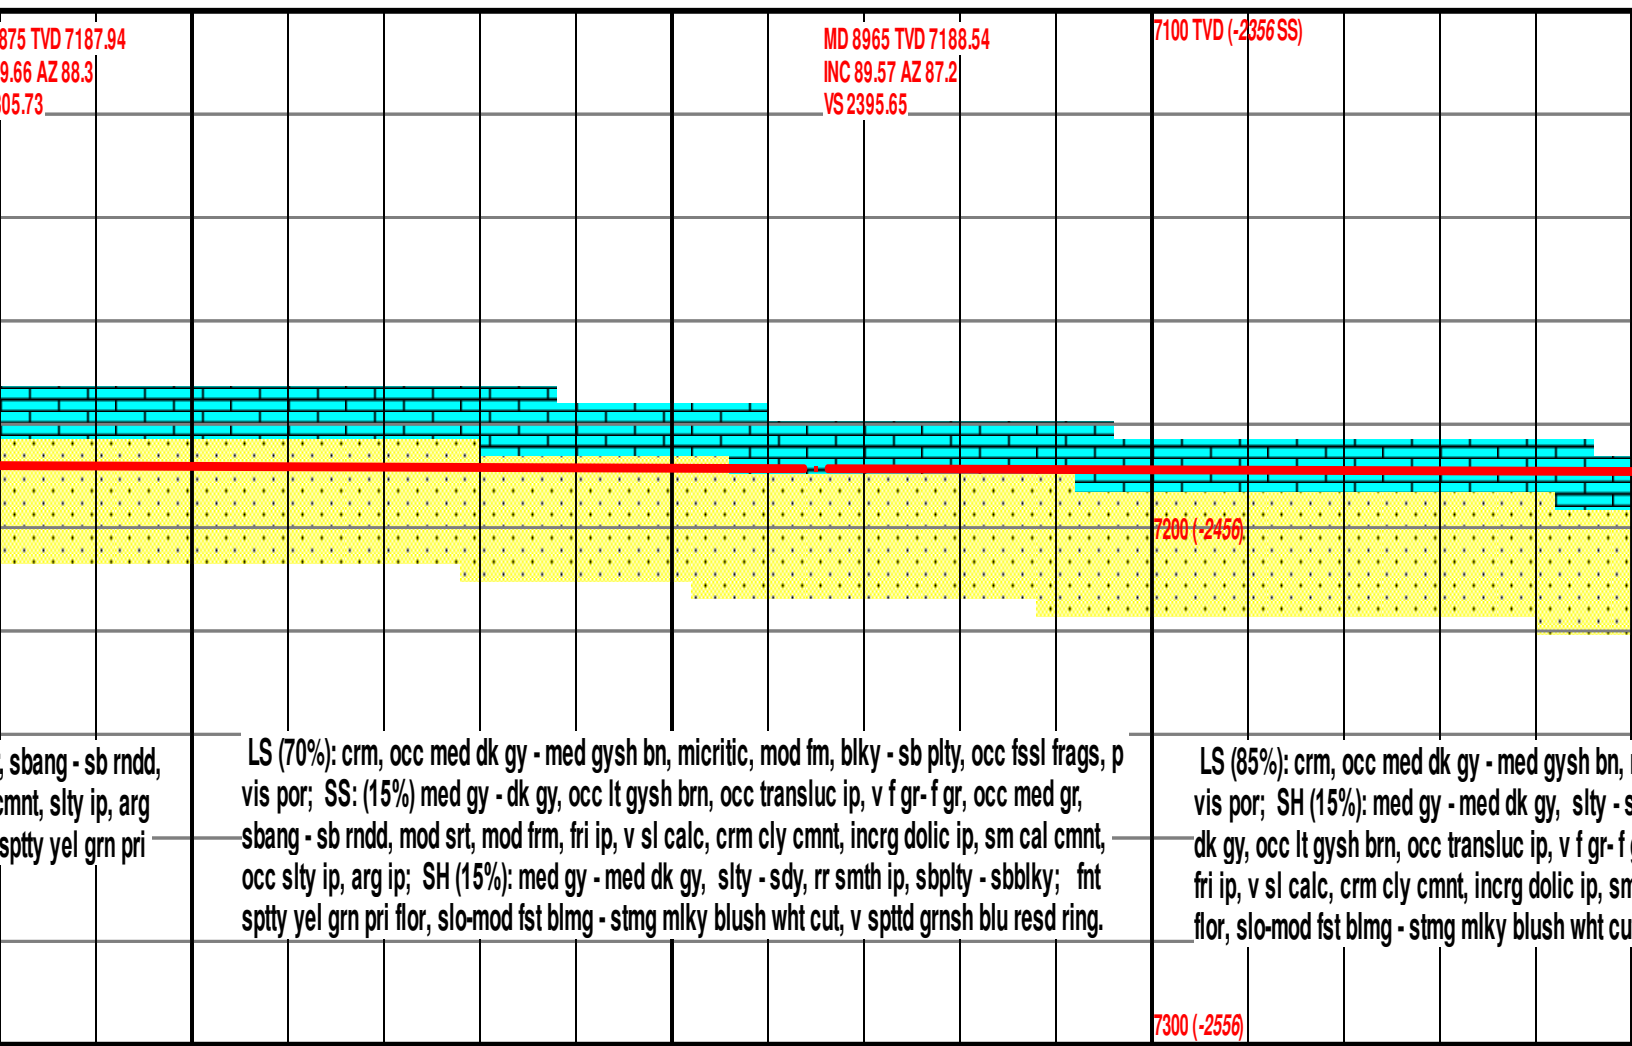 875 TVD 7187.94
9.66 AZ 88.3
805.73
MD 8965 TVD 7188.54
INC 89.57 AZ 87.2
VS 2395.65
7100 TVD (-2356 SS)
7200 (-2456)
, sbang - sb rndd,
cmnt, slty ip, arg
sptty yel grn pri
LS (70%): crm, occ med dk gy - med gysh bn, micritic, mod fm, blky - sb plty, occ fssl frags, p
vis por; SS: (15%) med gy - dk gy, occ lt gysh brn, occ transluc ip, v f gr- f gr, occ med gr,
sbang - sb rndd, mod srt, mod frm, fri ip, v sl calc, crm cly cmnt, incrg dolic ip, sm cal cmnt,
occ slty ip, arg ip; SH (15%): med gy - med dk gy, slty - sdy, rr smth ip, sbplty - sbblky; fnt
sptty yel grn pri flor, slo-mod fst blmg - stmg mlky blush wht cut, v spttd grnsh blu resd ring.
LS (85%): crm, occ med dk gy - med gysh bn,
vis por; SH (15%): med gy - med dk gy, slty - s
dk gy, occ lt gysh brn, occ transluc ip, v f gr- f
fri ip, v sl calc, crm cly cmnt, incrg dolic ip, sm
flor, slo-mod fst blmg - stmg mlky blush wht cu
7300 (-2556)